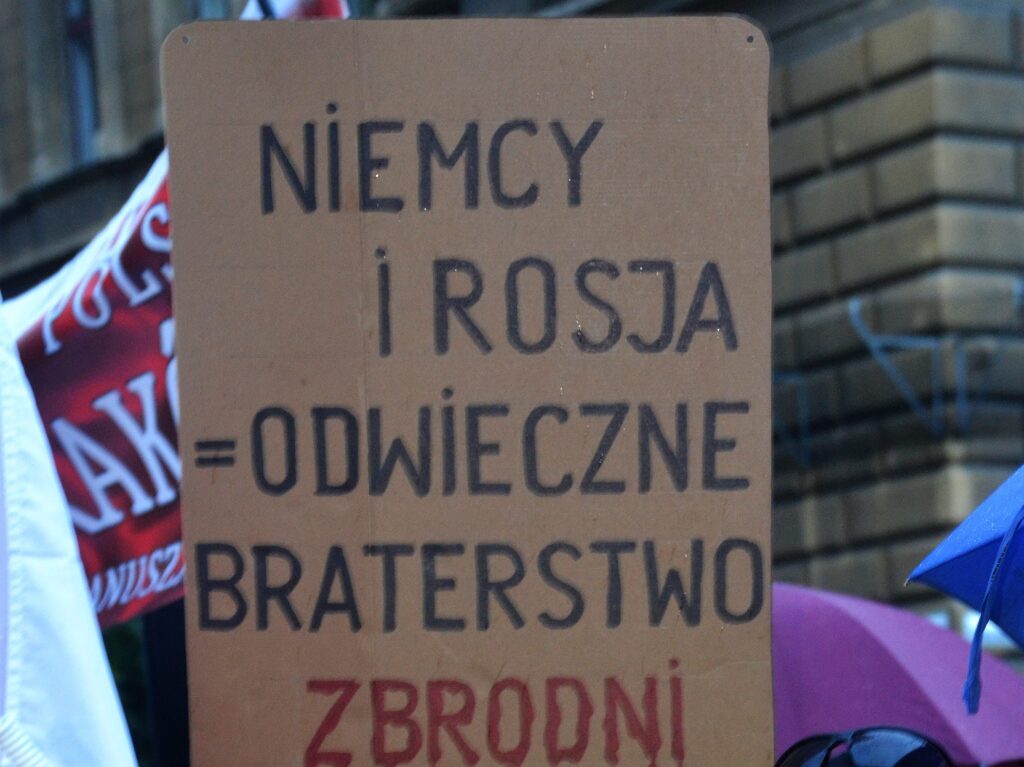 NiEMCY
i ROSJA
=ODWiECZNE
BRATERSTWO
ZBRODNi